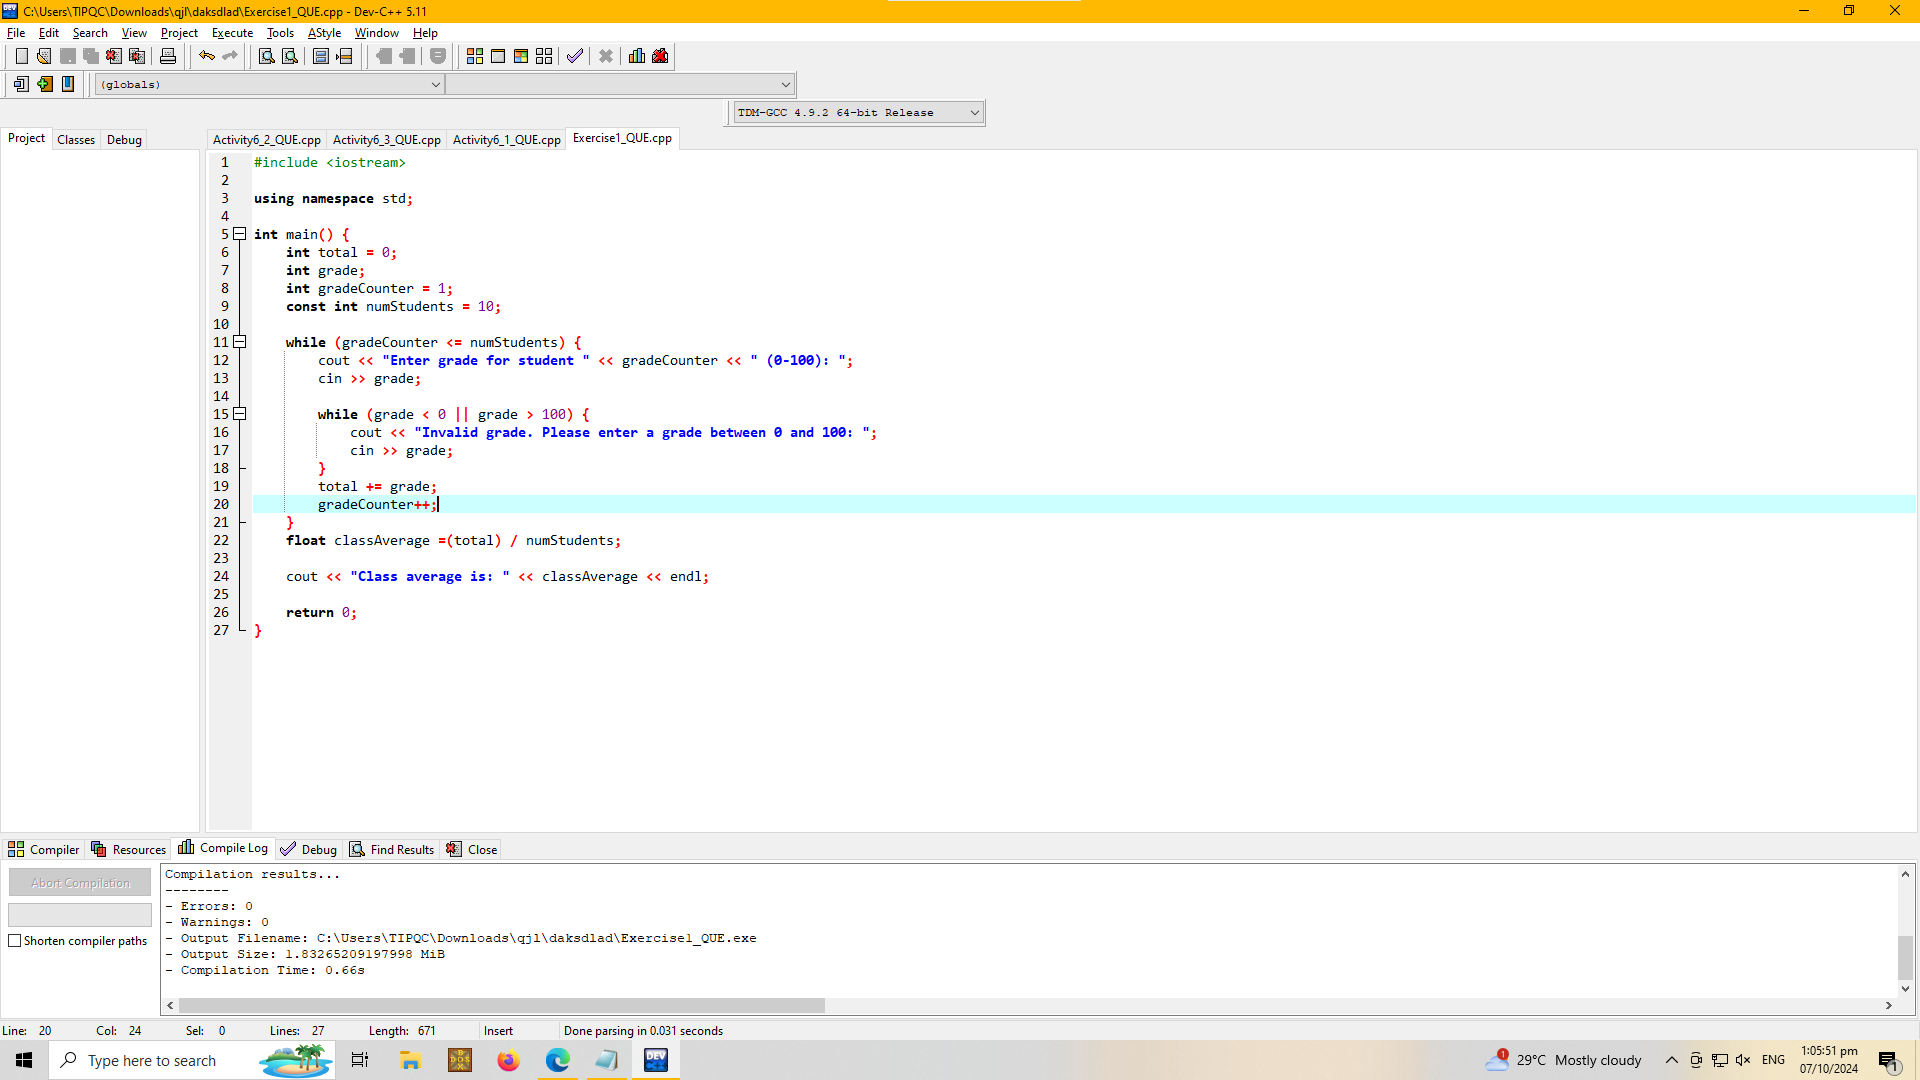 C:\Users\TIPQC\Downloads\qjl\daksdlad\Exercise1_QUE.cpp - Dev-C++ 5.11
File Edit Search View Project Execute Tools AStyle Window Help
(globals)
TDM-GCC 4.9.2 64-bit Release
Project Classes Debug
Activity6_2_QUE.cpp Activity6_3_QUE.cpp Activity6_1_QUE.cpp Exercise1_QUE.cpp
1 #include <iostream>
2
3 using namespace std;
4
5 int main() {
6 int total = 0;
7 int grade;
8 int gradeCounter = 1;
9 const int numStudents = 10;
10
11 while (gradeCounter <= numStudents) {
12 cout << "Enter grade for student " << gradeCounter << " (0-100): ";
13 cin >> grade;
14
15 while (grade < 0 || grade > 100) {
16 cout << "Invalid grade. Please enter a grade between 0 and 100: ";
17 cin >> grade;
18 }
19 total += grade;
20 gradeCounter++;
21 }
22 float classAverage =(total) / numStudents;
23
24 cout << "Class average is: " << classAverage << endl;
25
26 return 0;
27 }
Compiler Resources Compile Log Debug Find Results Close
Abort Compilation
Shorten compiler paths
Compilation results...
--------
- Errors: 0
- Warnings: 0
- Output Filename: C:\Users\TIPQC\Downloads\qjl\daksdlad\Exercise1_QUE.exe
- Output Size: 1.83265209197998 MiB
- Compilation Time: 0.66s
Line: 20 Col: 24 Sel: 0 Lines: 27 Length: 671 Insert Done parsing in 0.031 seconds
Type here to search
DEV
1
29°C Mostly cloudy
ENG
1:05:51 pm
07/10/2024
1